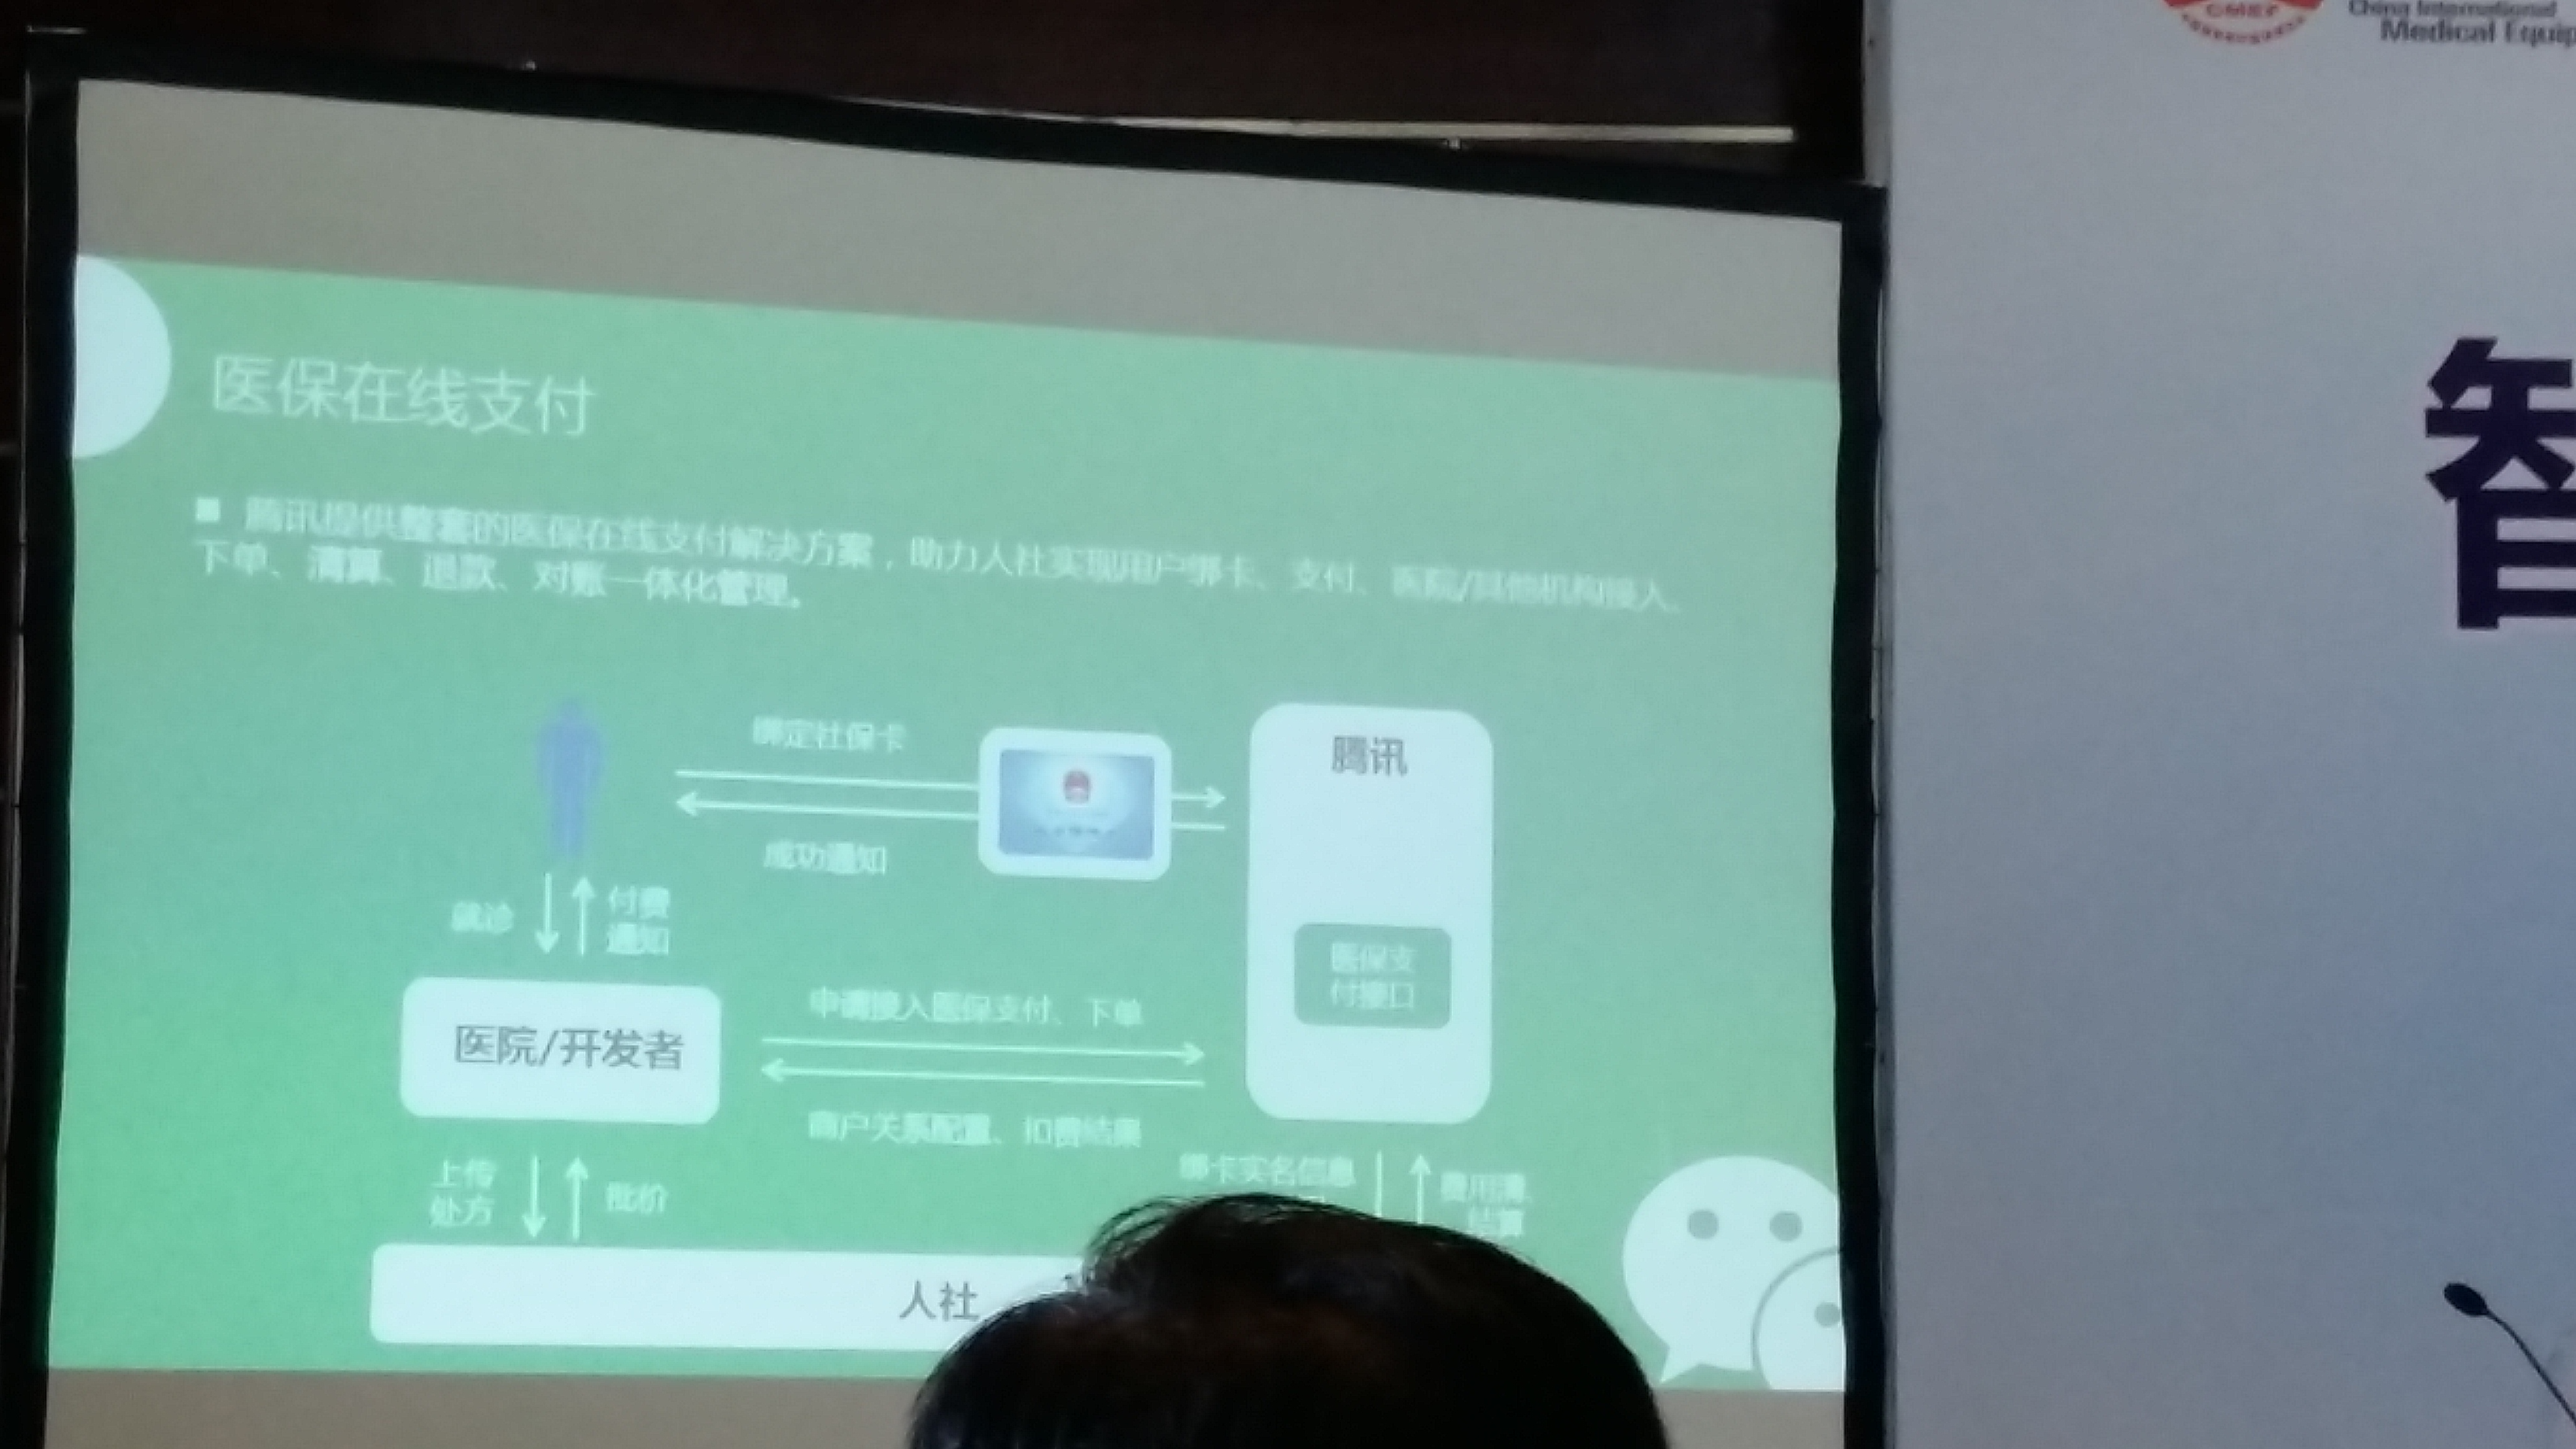 CMEF
China International
Medical Equip
智
医保在线支付
■ 腾讯提供整套的医保在线支付解决方案，助力人社实现用户绑卡、支付、医院/其他机构接入、
下单、清算、退款、对账一体化管理。
绑定社保卡
腾讯
成功通知
就诊
付费
通知
医保支
付接口
申请接入医保支付、下单
医院/开发者
商户关系配置、扣费结果
上传
处方
批价
绑卡实名信息
费用清
结算
人社